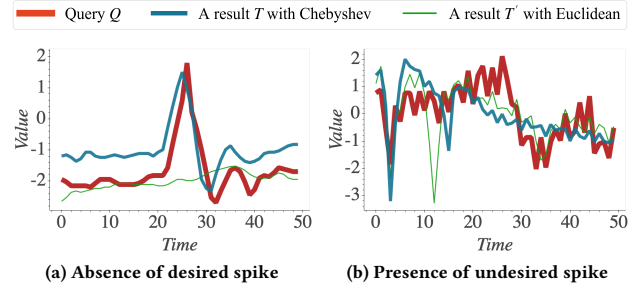 Query Q A result T with Chebyshev A result T′ with Euclidean
2
1
0
-1
-2
Value
0 10 20 30 40 50
Time
(a) Absence of desired spike
2
1
0
-1
-2
-3
Value
0 10 20 30 40 50
Time
(b) Presence of undesired spike